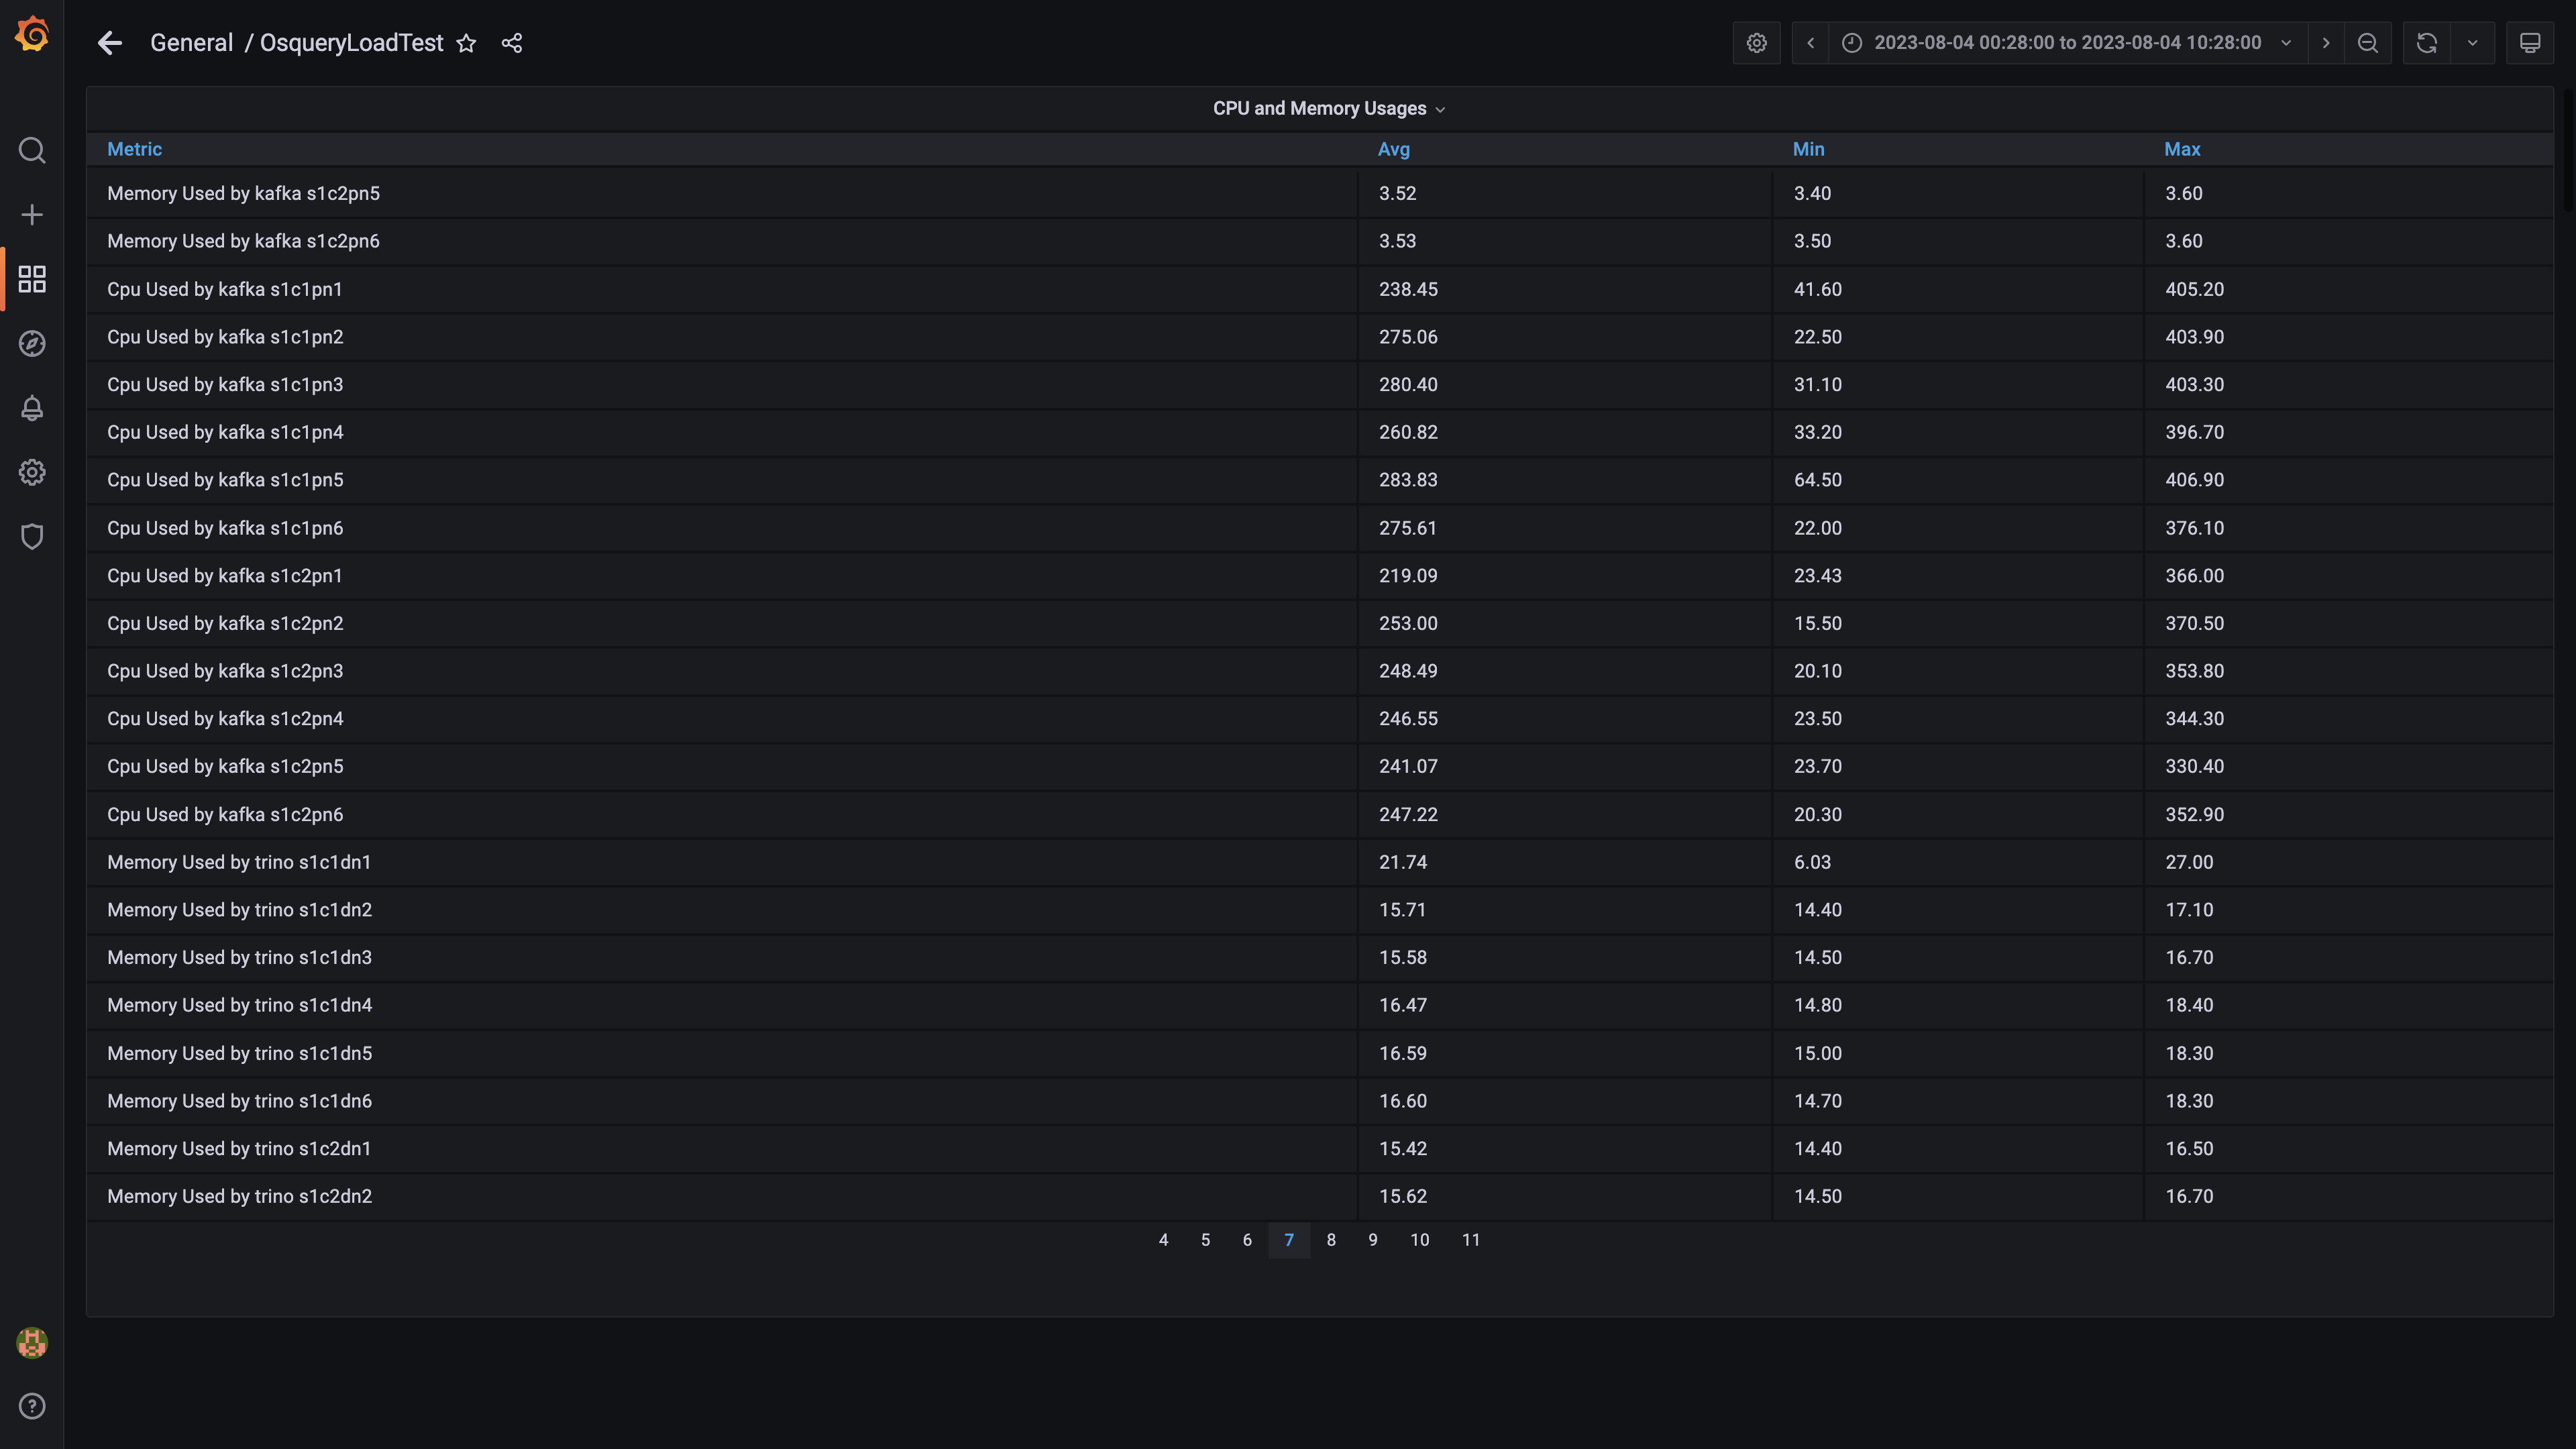 General / OsqueryLoadTest
2023-08-04 00:28:00 to 2023-08-04 10:28:00
CPU and Memory Usages
Metric Avg Min Max
Memory Used by kafka s1c2pn5 3.52 3.40 3.60
Memory Used by kafka s1c2pn6 3.53 3.50 3.60
Cpu Used by kafka s1c1pn1 238.45 41.60 405.20
Cpu Used by kafka s1c1pn2 275.06 22.50 403.90
Cpu Used by kafka s1c1pn3 280.40 31.10 403.30
Cpu Used by kafka s1c1pn4 260.82 33.20 396.70
Cpu Used by kafka s1c1pn5 283.83 64.50 406.90
Cpu Used by kafka s1c1pn6 275.61 22.00 376.10
Cpu Used by kafka s1c2pn1 219.09 23.43 366.00
Cpu Used by kafka s1c2pn2 253.00 15.50 370.50
Cpu Used by kafka s1c2pn3 248.49 20.10 353.80
Cpu Used by kafka s1c2pn4 246.55 23.50 344.30
Cpu Used by kafka s1c2pn5 241.07 23.70 330.40
Cpu Used by kafka s1c2pn6 247.22 20.30 352.90
Memory Used by trino s1c1dn1 21.74 6.03 27.00
Memory Used by trino s1c1dn2 15.71 14.40 17.10
Memory Used by trino s1c1dn3 15.58 14.50 16.70
Memory Used by trino s1c1dn4 16.47 14.80 18.40
Memory Used by trino s1c1dn5 16.59 15.00 18.30
Memory Used by trino s1c1dn6 16.60 14.70 18.30
Memory Used by trino s1c2dn1 15.42 14.40 16.50
Memory Used by trino s1c2dn2 15.62 14.50 16.70
4 5 6 7 8 9 10 11